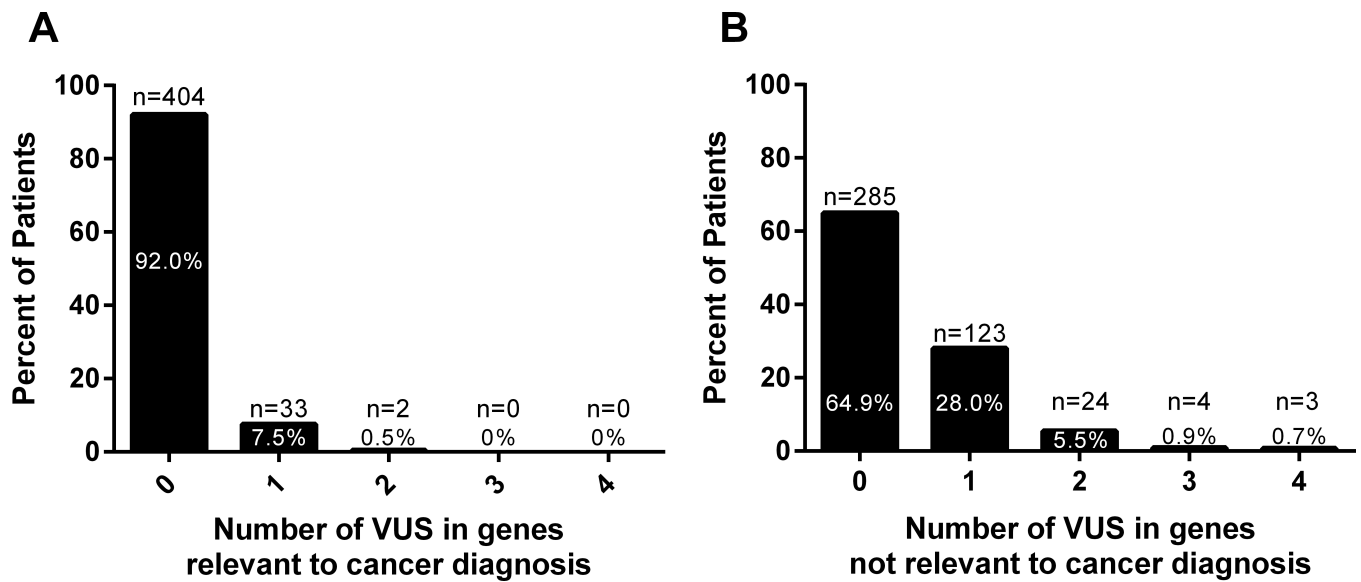 A
Percent of Patients
100
80
60
40
20
0
n=404
92.0%
n=33
7.5%
n=2
0.5%
n=0
0%
n=0
0%
0 1 2 3 4
Number of VUS in genes
relevant to cancer diagnosis
B
Percent of Patients
100
80
60
40
20
0
n=285
64.9%
n=123
28.0%
n=24
5.5%
n=4
0.9%
n=3
0.7%
0 1 2 3 4
Number of VUS in genes
not relevant to cancer diagnosis